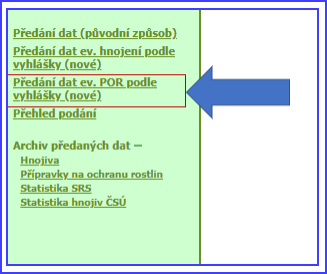 Předání dat (původní způsob)
Předání dat ev. hnojení podle
vyhlášky (nové)
Předání dat ev. POR podle
vyhlášky (nové)
Přehled podání
Archiv předaných dat –
Hnojiva
Přípravky na ochranu rostlin
Statistika SRS
Statistika hnojiv ČSÚ